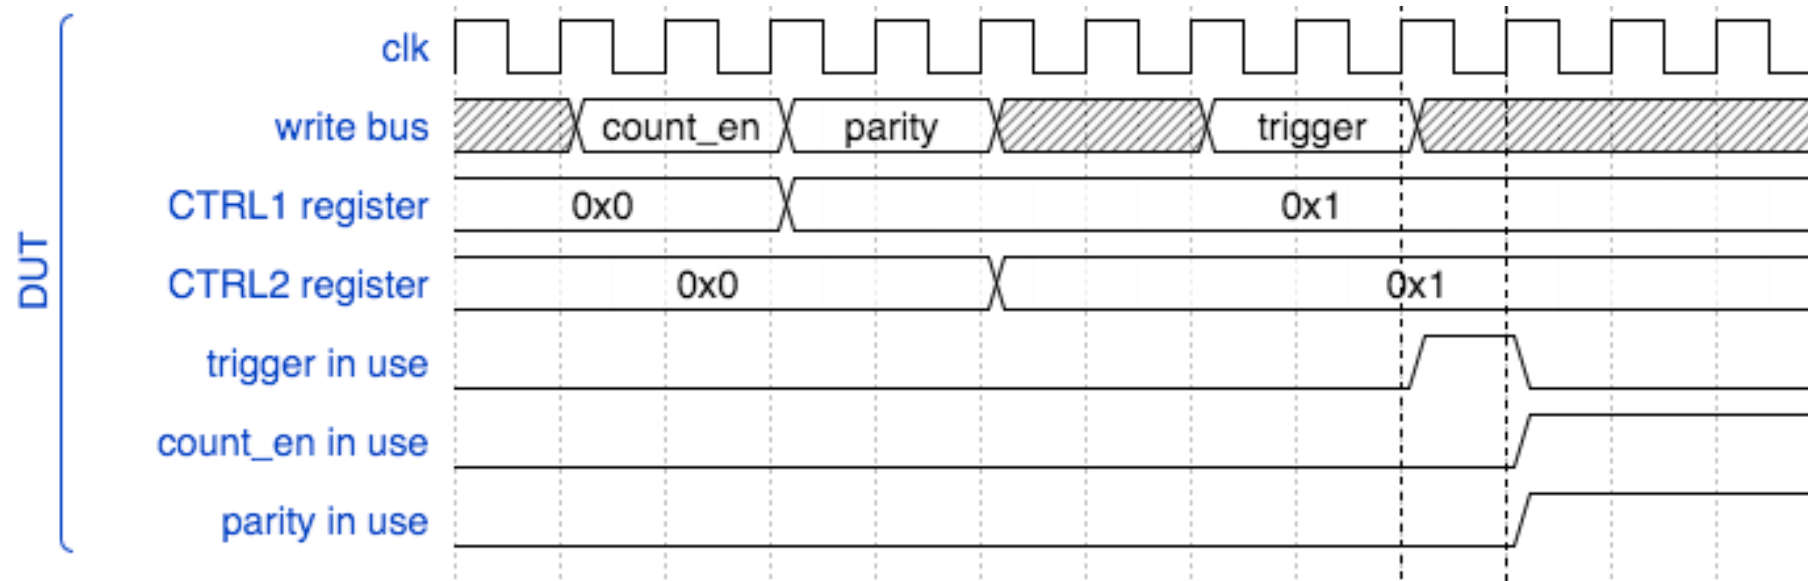 DUT
clk
write bus count_en parity trigger
CTRL1 register 0x0 0x1
CTRL2 register 0x0 0x1
trigger in use
count_en in use
parity in use